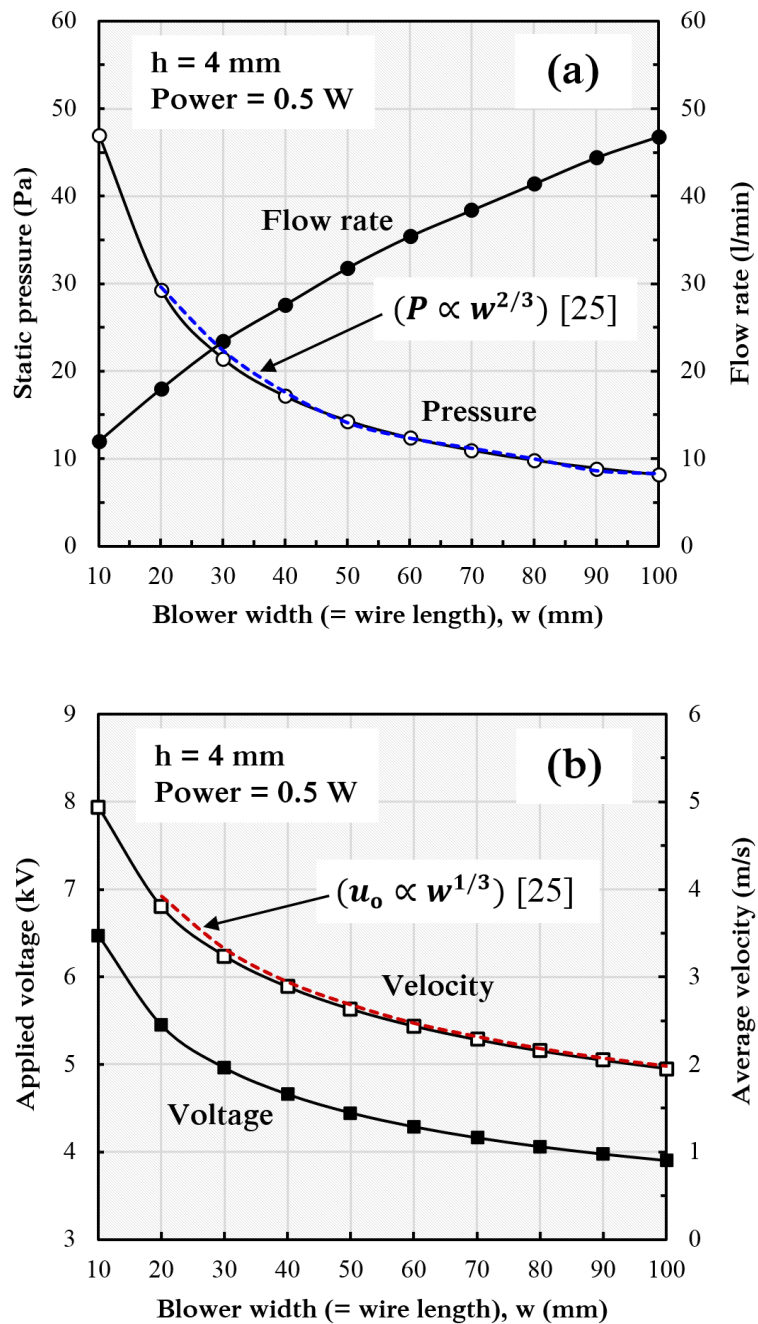 h = 4 mm
Power = 0.5 W
(a)
Flow rate
(P ∝ w^{2/3}) [25]
Pressure
Static pressure (Pa)
60
50
40
30
20
10
0
Flow rate (l/min)
60
50
40
30
20
10
0
10 20 30 40 50 60 70 80 90 100
Blower width (= wire length), w (mm)
h = 4 mm
Power = 0.5 W
(b)
(u_o ∝ w^{1/3}) [25]
Velocity
Voltage
Applied voltage (kV)
9
8
7
6
5
4
3
Average velocity (m/s)
6
5
4
3
2
1
0
10 20 30 40 50 60 70 80 90 100
Blower width (= wire length), w (mm)